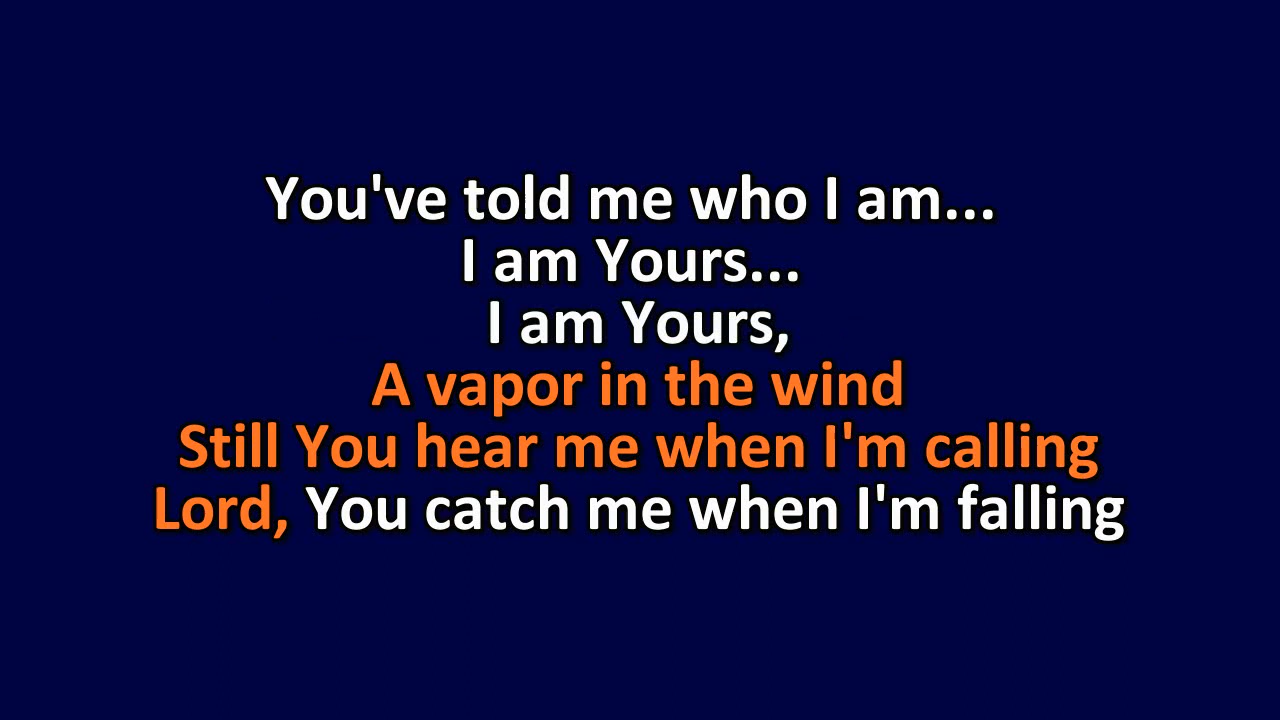 You've told me who I am...
I am Yours...
I am Yours,
A vapor in the wind
Still You hear me when I'm calling
Lord, You catch me when I'm falling